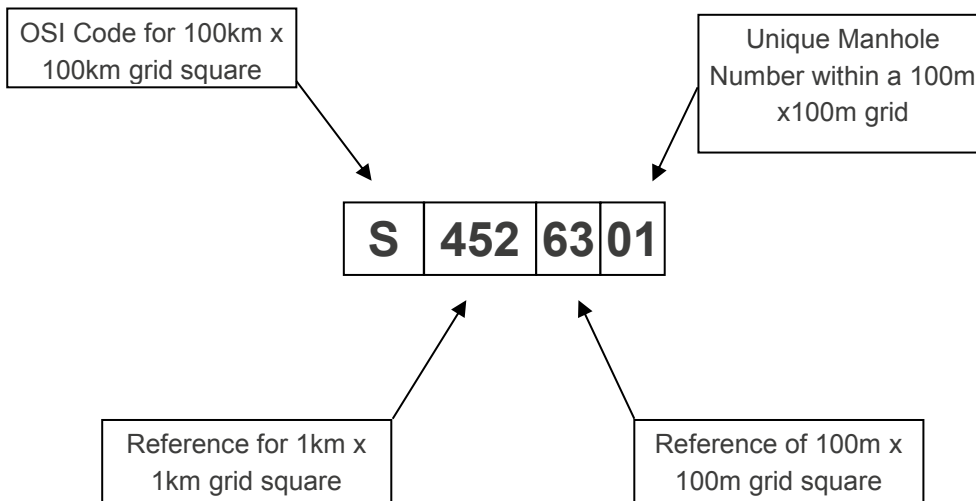 OSI Code for 100km x
100km grid square
Unique Manhole
Number within a 100m
x100m grid
S 452 63 01
Reference for 1km x
1km grid square
Reference of 100m x
100m grid square